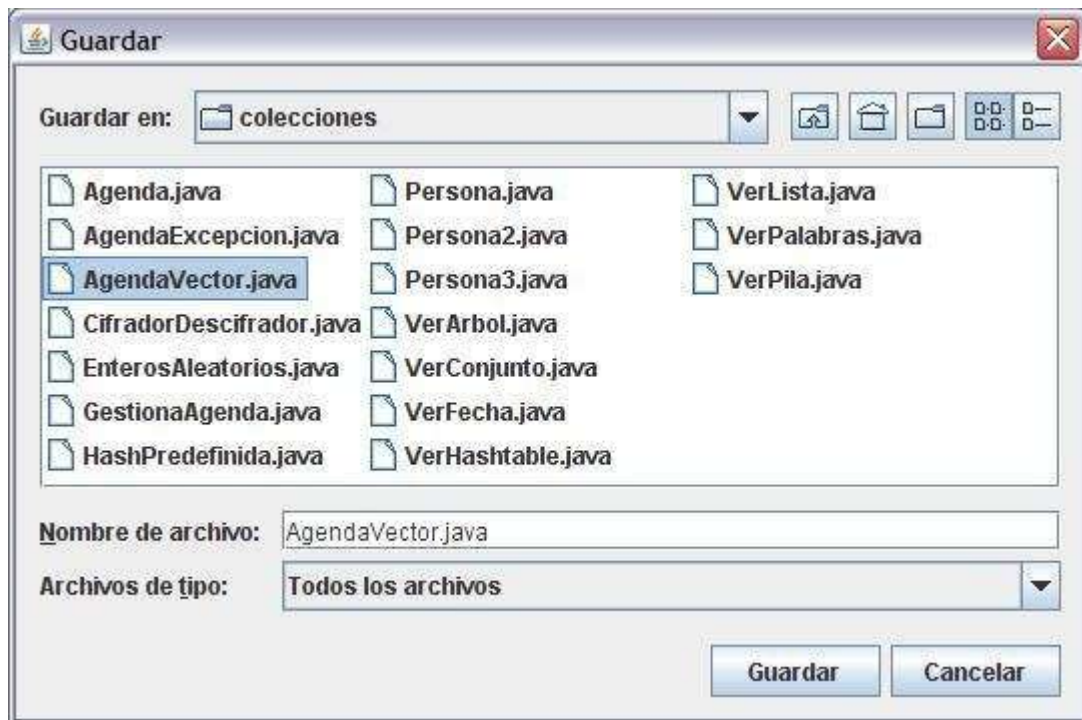 Guardar
Guardar en: colecciones
Agenda.java
AgendaExcepcion.java
AgendaVector.java
CifradorDescifrador.java
EnterosAleatorios.java
GestionaAgenda.java
HashPredefinida.java
Persona.java
Persona2.java
Persona3.java
VerArbol.java
VerConjunto.java
VerFecha.java
VerHashtable.java
VerLista.java
VerPalabras.java
VerPila.java
Nombre de archivo: AgendaVector.java
Archivos de tipo: Todos los archivos
Guardar Cancelar